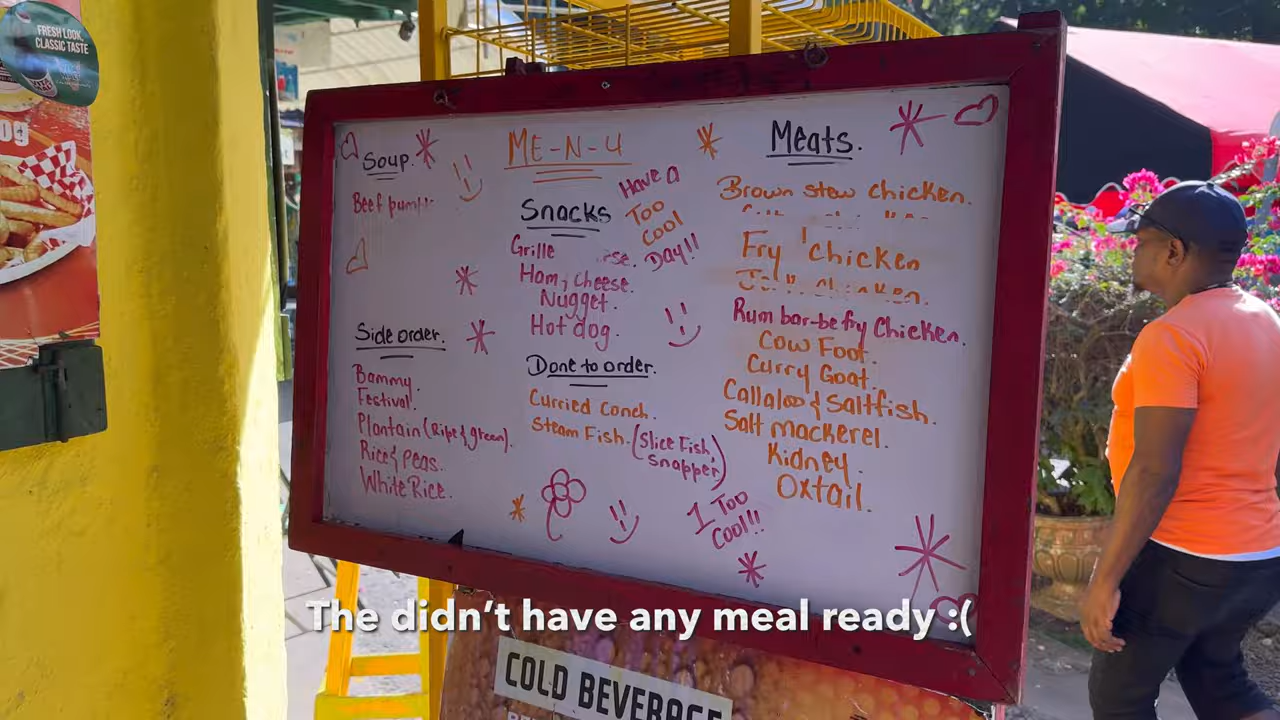 FRESH LOOK,
CLASSIC TASTE
ME-N-U
Soup.
Beef
Side order.
Bammy.
Festival.
Plantain (Ripe & green).
Rice & Peas.
White Rice.
Have a
Too
Cool
Day!!
Snacks
Grille
Ham & Cheese.
Nugget.
Hot dog.
Done to order.
Curried Conch.
Steam Fish. (Slice Fish,
Snapper)
1 Too
Cool!!
Meats.
Brown stew chicken.
Fry chicken
Rum bar-be fry Chicken.
Cow Foot.
Curry Goat.
Callaloo & Saltfish.
Salt mackerel.
Kidney.
Oxtail.
The didn't have any meal ready :(
COLD BEVERAGE